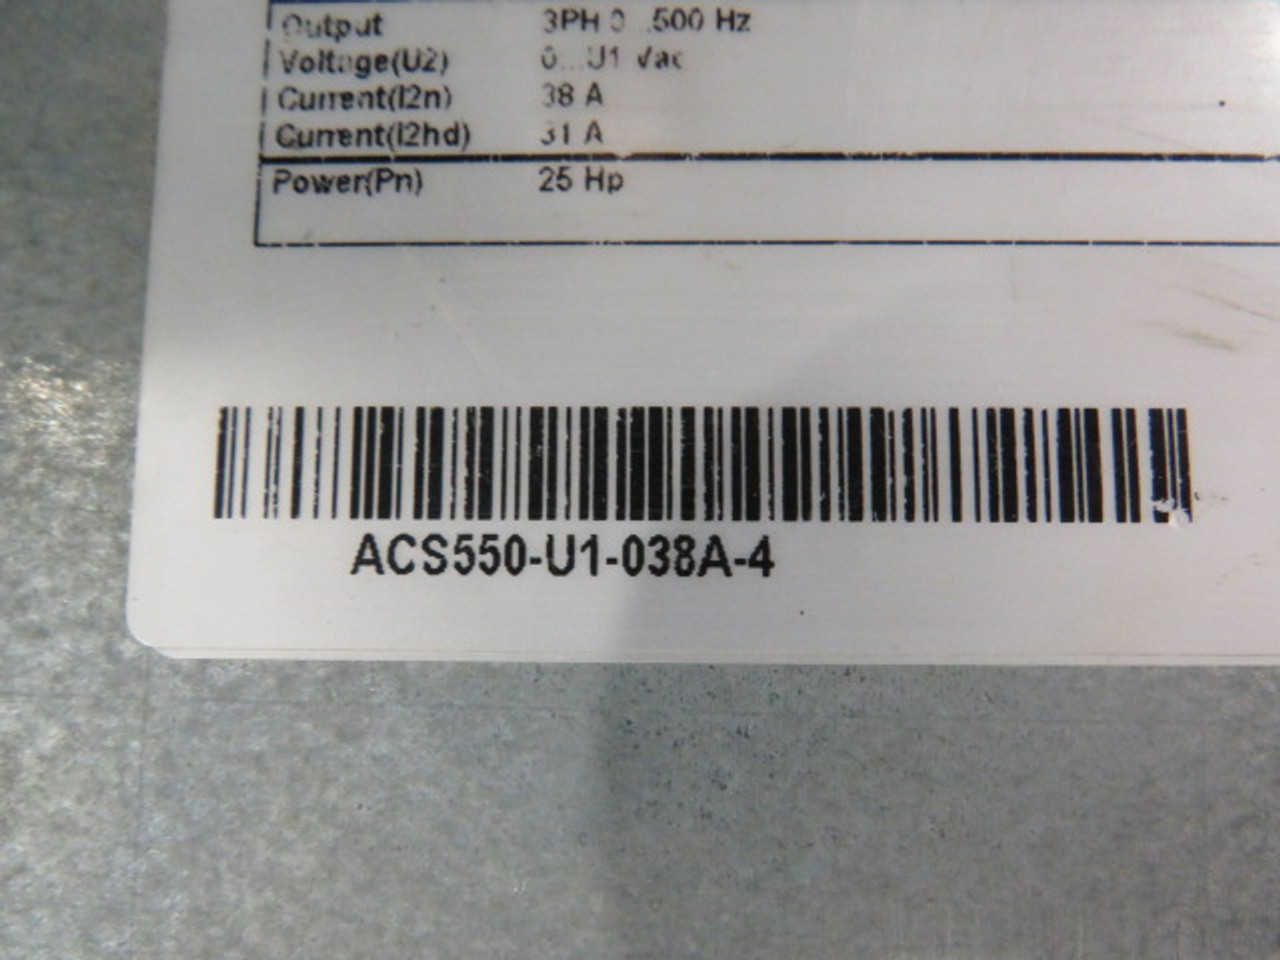 Output 3PH 0...500 Hz
Voltage(U2) 0...U1 Vac
Current(I2n) 38 A
Current(I2hd) 31 A
Power(Pn) 25 Hp
ACS550-U1-038A-4